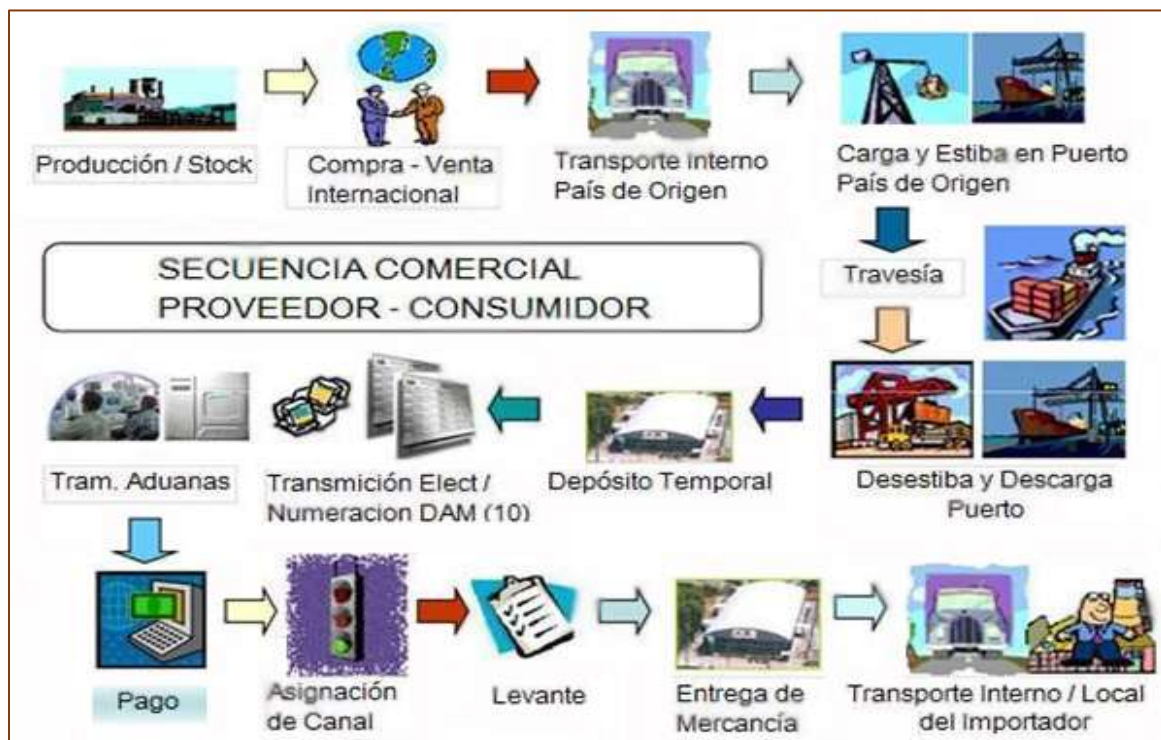 Producción / Stock
Compra - Venta
Internacional
Transporte Interno
País de Origen
Carga y Estiba en Puerto
País de Origen
SECUENCIA COMERCIAL
PROVEEDOR - CONSUMIDOR
Travesía
Desestiba y Descarga
Puerto
Depósito Temporal
Transmición Elect /
Numeracion DAM (10)
Tram. Aduanas
Pago
Asignación
de Canal
Levante
Entrega de
Mercancía
Transporte Interno / Local
del Importador